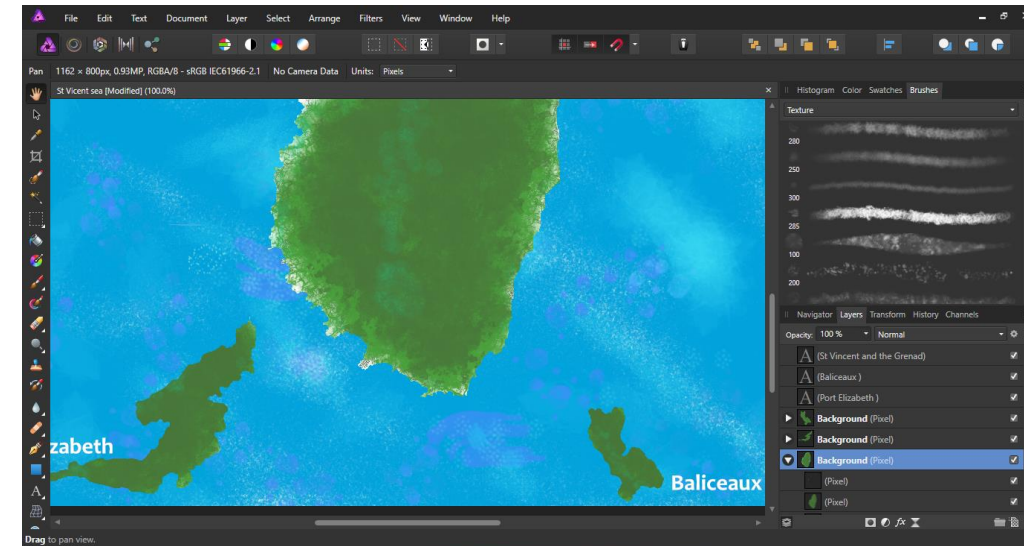 File Edit Text Document Layer Select Arrange Filters View Window Help
Pan 1162 × 800px, 0.93MP, RGBA/8 - sRGB IEC61966-2.1 No Camera Data Units: Pixels
St Vicent sea [Modified] (100.0%)
zabeth
Baliceaux
Histogram Color Swatches Brushes
Texture
280
250
300
285
100
200
Navigator Layers Transform History Channels
Opacity: 100 % Normal
A (St Vincent and the Grenad)
A (Baliceaux )
A (Port Elizabeth )
Background (Pixel)
Background (Pixel)
Background (Pixel)
(Pixel)
(Pixel)
fx
A
Drag to pan view.